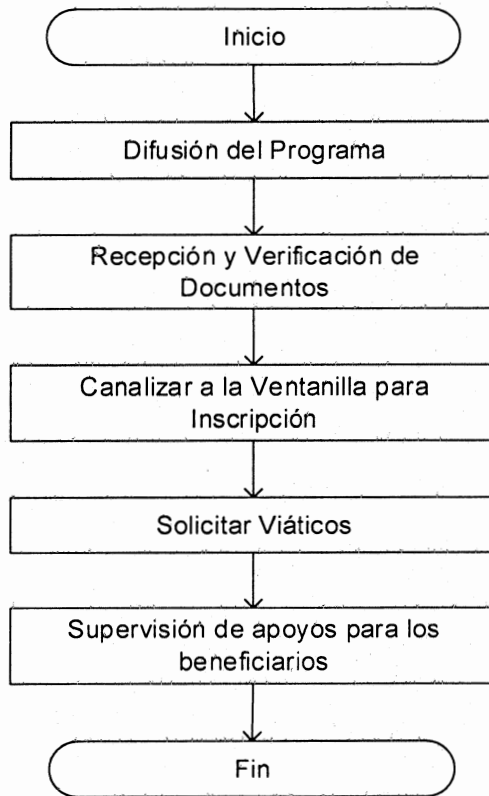 Inicio
Difusión del Programa
Recepción y Verificación de
Documentos
Canalizar a la Ventanilla para
Inscripción
Solicitar Viáticos
Supervisión de apoyos para los
beneficiarios
Fin